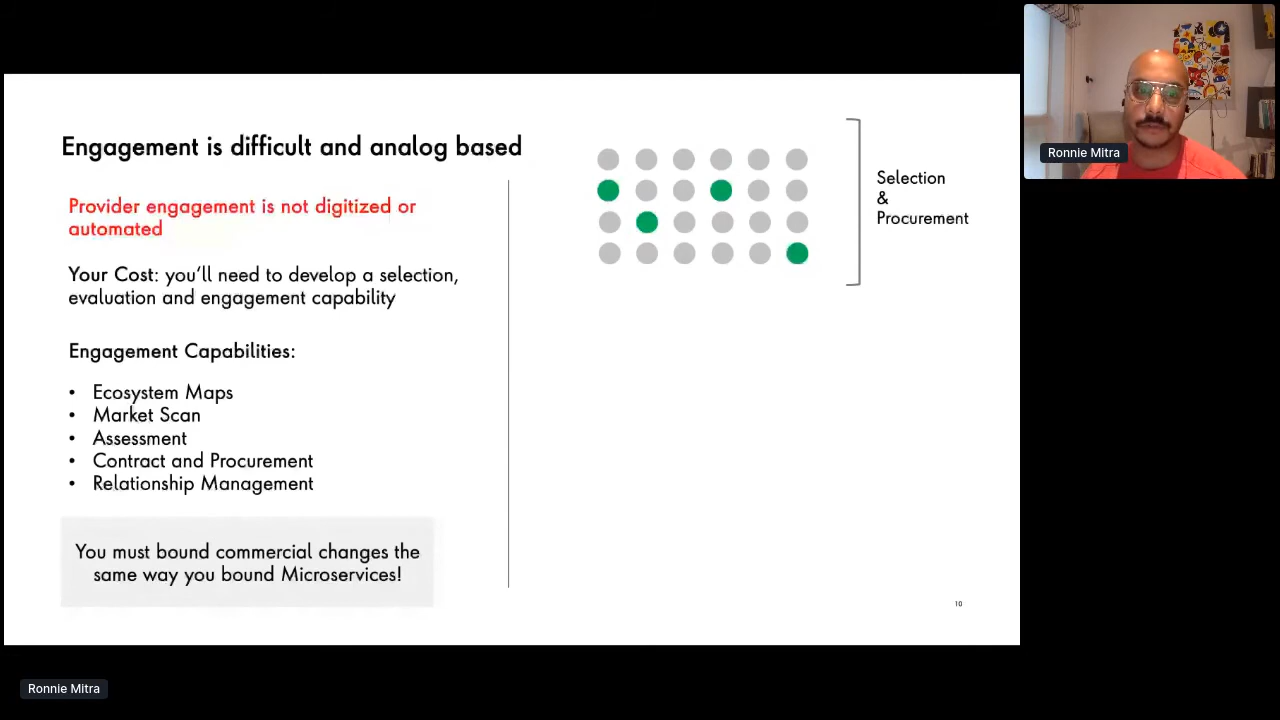 Engagement is difficult and analog based
Provider engagement is not digitized or
automated
Your Cost: you'll need to develop a selection,
evaluation and engagement capability
Engagement Capabilities:
• Ecosystem Maps
• Market Scan
• Assessment
• Contract and Procurement
• Relationship Management
You must bound commercial changes the
same way you bound Microservices!
Selection
&
Procurement
10
Ronnie Mitra
Ronnie Mitra